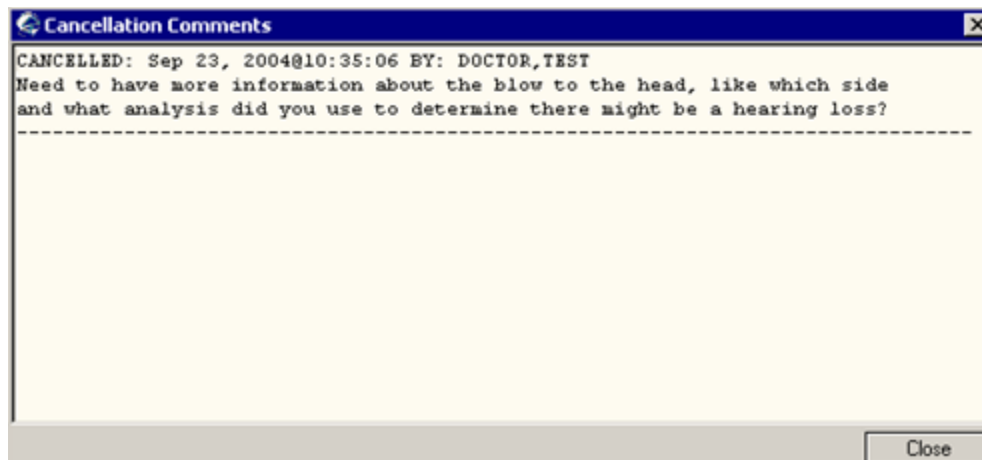 Cancellation Comments
CANCELLED: Sep 23, 2004@10:35:06 BY: DOCTOR,TEST
Need to have more information about the blow to the head, like which side
and what analysis did you use to determine there might be a hearing loss?
--------------------------------------------------------------------------------
Close